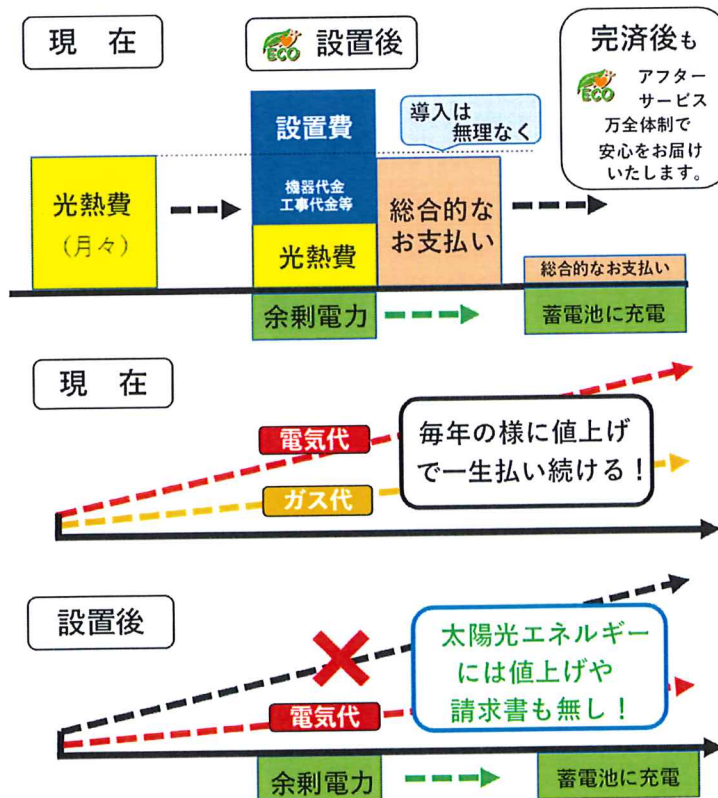 現 在
ECO 設置後
完済後も
ECO アフター
サービス
万全体制で
安心をお届け
いたします。
設置費
機器代金
工事代金等
光熱費
導入は
無理なく
光熱費
(月々)
総合的な
お支払い
総合的なお支払い
余剰電力
蓄電池に充電
現 在
電気代
ガス代
毎年の様に値上げ
で一生払い続ける！
設置後
電気代
太陽光エネルギー
には値上げや
請求書も無し！
余剰電力
蓄電池に充電